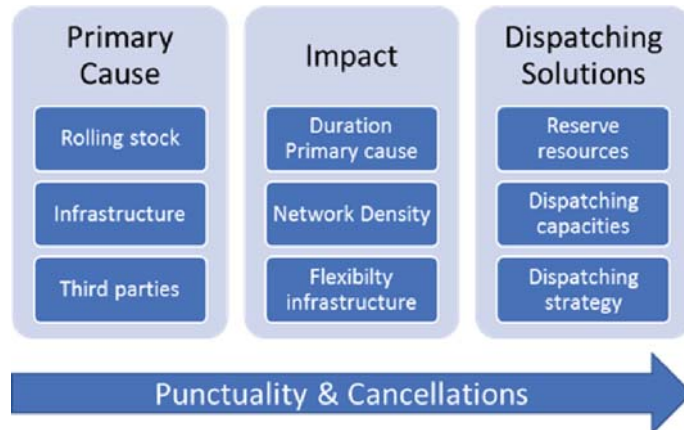 Primary
Cause
Rolling stock
Infrastructure
Third parties
Impact
Duration
Primary cause
Network Density
Flexibilty
infrastructure
Dispatching
Solutions
Reserve
resources
Dispatching
capacities
Dispatching
strategy
Punctuality & Cancellations